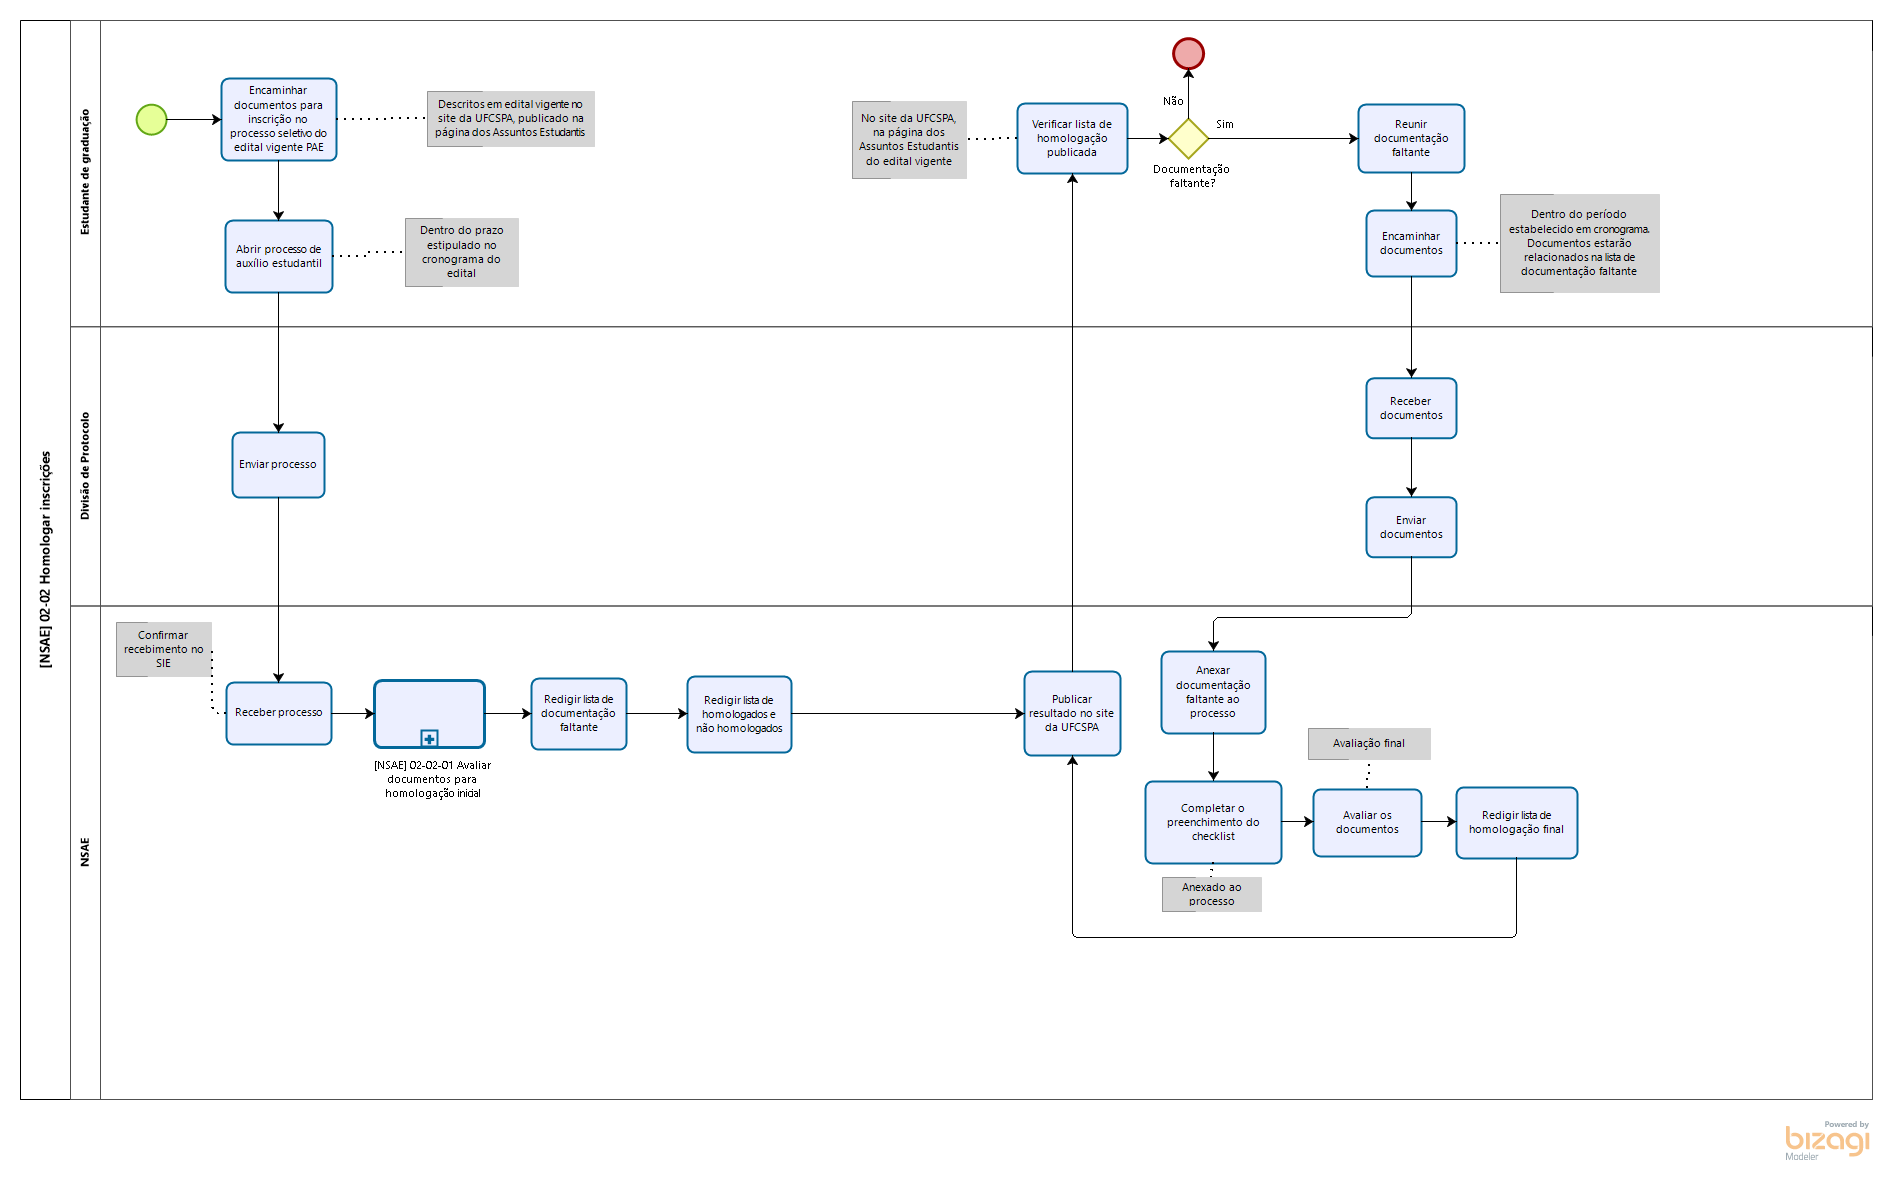 [NSAE] 02-02 Homologar inscrições
Estudante de graduação
Encaminhar
documentos para
inscrição no
processo seletivo do
edital vigente PAE
Descritos em edital vigente no
site da UFCSPA, publicado na
página dos Assuntos Estudantis
Abrir processo de
auxílio estudantil
Dentro do prazo
estipulado no
cronograma do
edital
No site da UFCSPA,
na página dos
Assuntos Estudantis
do edital vigente
Verificar lista de
homologação
publicada
Não
Sim
Documentação
faltante?
Reunir
documentação
faltante
Encaminhar
documentos
Dentro do período
estabelecido em cronograma.
Documentos estarão
relacionados na lista de
documentação faltante
Divisão de Protocolo
Enviar processo
Receber
documentos
Enviar
documentos
NSAE
Confirmar
recebimento no
SIE
Receber processo
[NSAE] 02-02-01 Avaliar
documentos para
homologação inicial
Redigir lista de
documentação
faltante
Redigir lista de
homologados e
não homologados
Publicar
resultado no site
da UFCSPA
Anexar
documentação
faltante ao
processo
Completar o
preenchimento do
checklist
Anexado ao
processo
Avaliação final
Avaliar os
documentos
Redigir lista de
homologação final
Powered by
bizagi
Modeler